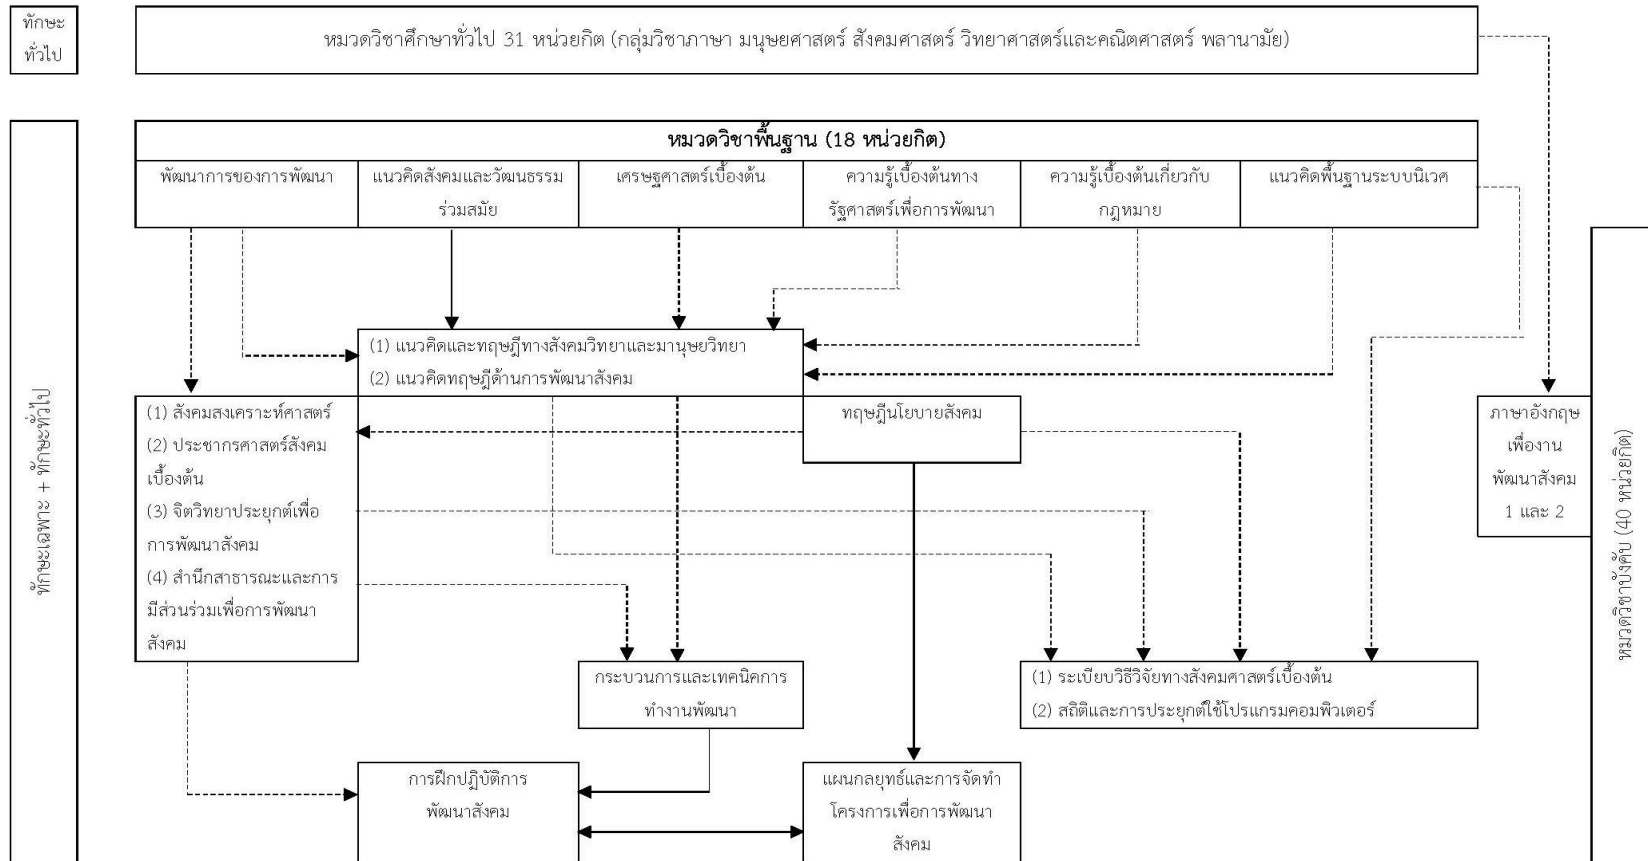 ทักษะ
ทั่วไป
หมวดวิชาศึกษาทั่วไป 31 หน่วยกิต (กลุ่มวิชาภาษา มนุษยศาสตร์ สังคมศาสตร์ วิทยาศาสตร์และคณิตศาสตร์ พลานามัย)
หมวดวิชาพื้นฐาน (18 หน่วยกิต)
พัฒนาการของการพัฒนา
แนวคิดสังคมและวัฒนธรรม
ร่วมสมัย
เศรษฐศาสตร์เบื้องต้น
ความรู้เบื้องต้นทาง
รัฐศาสตร์เพื่อการพัฒนา
ความรู้เบื้องต้นเกี่ยวกับ
กฎหมาย
แนวคิดพื้นฐานระบบนิเวศ
(1) แนวคิดและทฤษฎีทางสังคมวิทยาและมานุษยวิทยา
(2) แนวคิดทฤษฎีด้านการพัฒนาสังคม
ทักษะเฉพาะ + ทักษะทั่วไป
(1) สังคมสงเคราะห์ศาสตร์
(2) ประชากรศาสตร์สังคม
เบื้องต้น
(3) จิตวิทยาประยุกต์เพื่อ
การพัฒนาสังคม
(4) สำนึกสาธารณะและการ
มีส่วนร่วมเพื่อการพัฒนา
สังคม
ทฤษฎีนโยบายสังคม
ภาษาอังกฤษ
เพื่องาน
พัฒนาสังคม
1 และ 2
หมวดวิชาบังคับ (40 หน่วยกิต)
กระบวนการและเทคนิคการ
ทำงานพัฒนา
(1) ระเบียบวิธีวิจัยทางสังคมศาสตร์เบื้องต้น
(2) สถิติและการประยุกต์ใช้โปรแกรมคอมพิวเตอร์
การฝึกปฏิบัติการ
พัฒนาสังคม
แผนกลยุทธ์และการจัดทำ
โครงการเพื่อการพัฒนา
สังคม